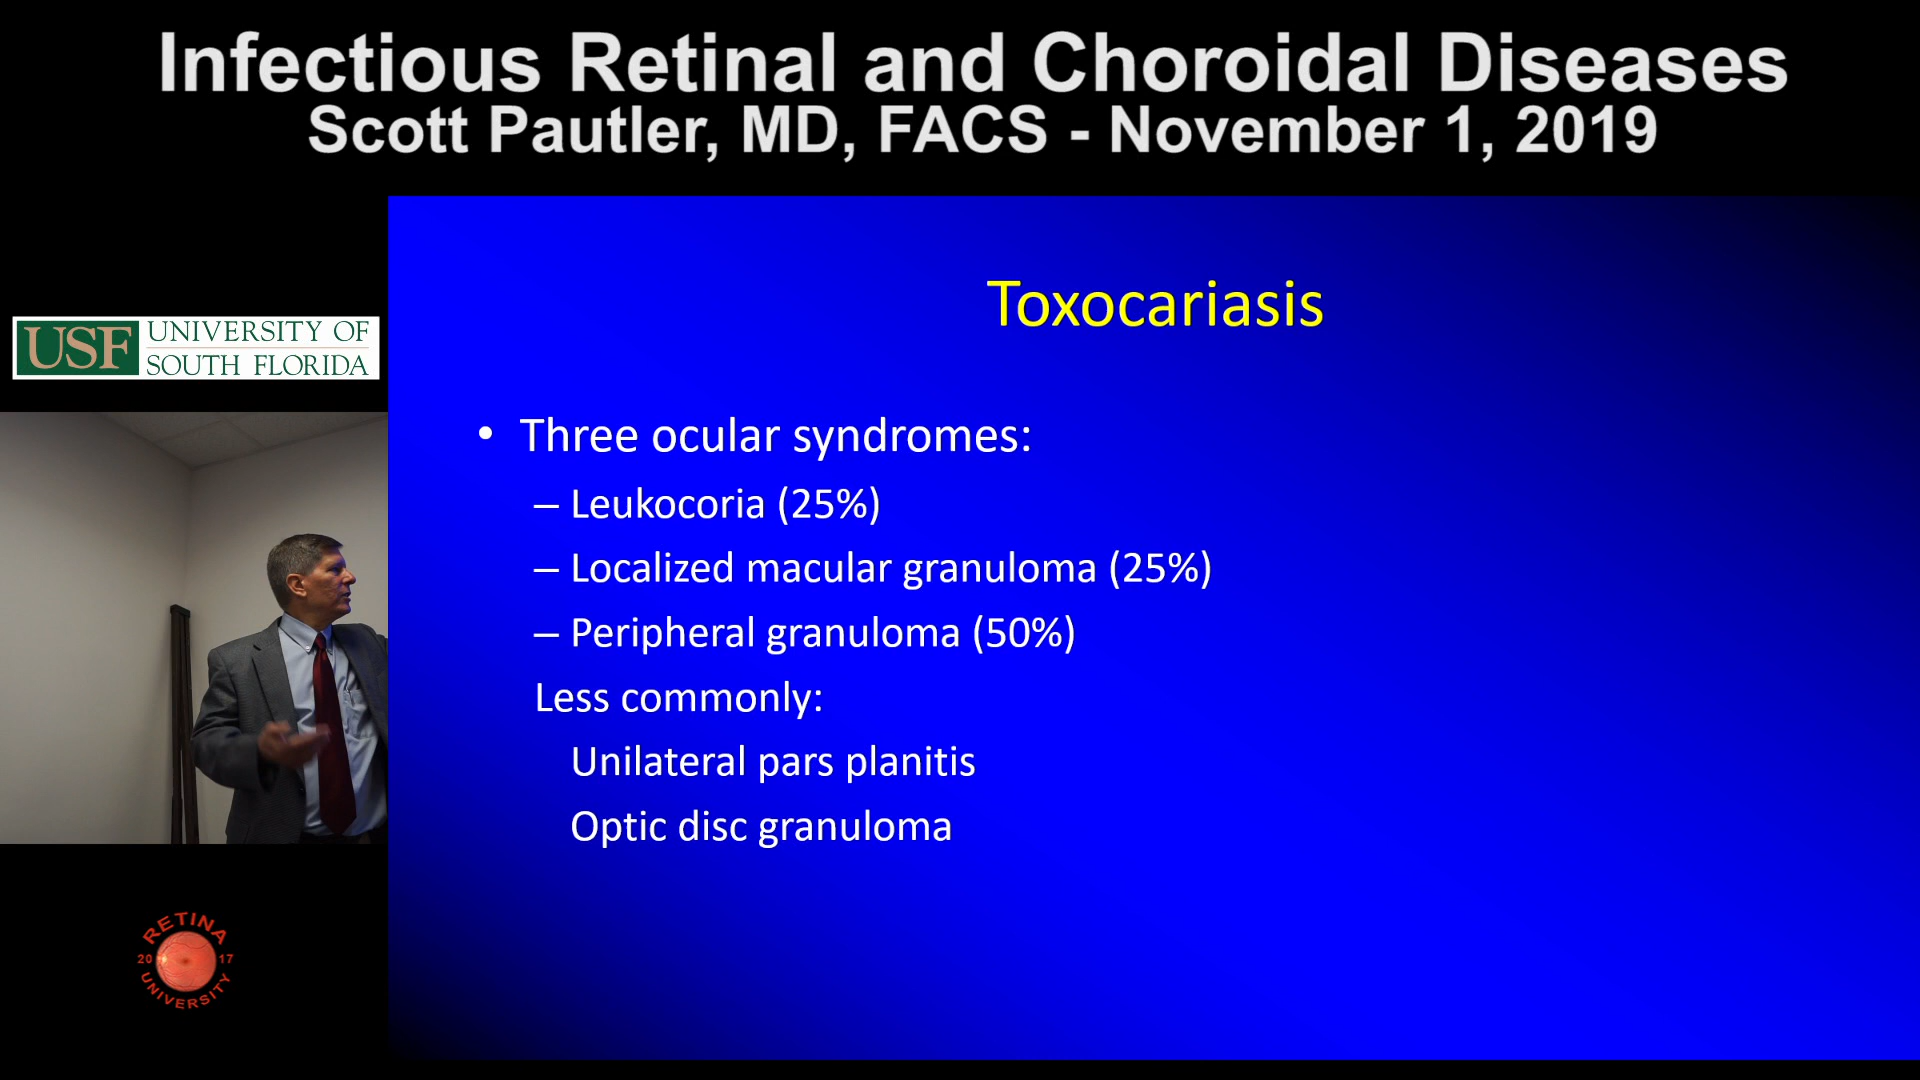 Infectious Retinal and Choroidal Diseases
Scott Pautler, MD, FACS - November 1, 2019
USF UNIVERSITY OF
SOUTH FLORIDA
Toxocariasis
• Three ocular syndromes:
– Leukocoria (25%)
– Localized macular granuloma (25%)
– Peripheral granuloma (50%)
Less commonly:
Unilateral pars planitis
Optic disc granuloma
RETINA
20 17
UNIVERSITY